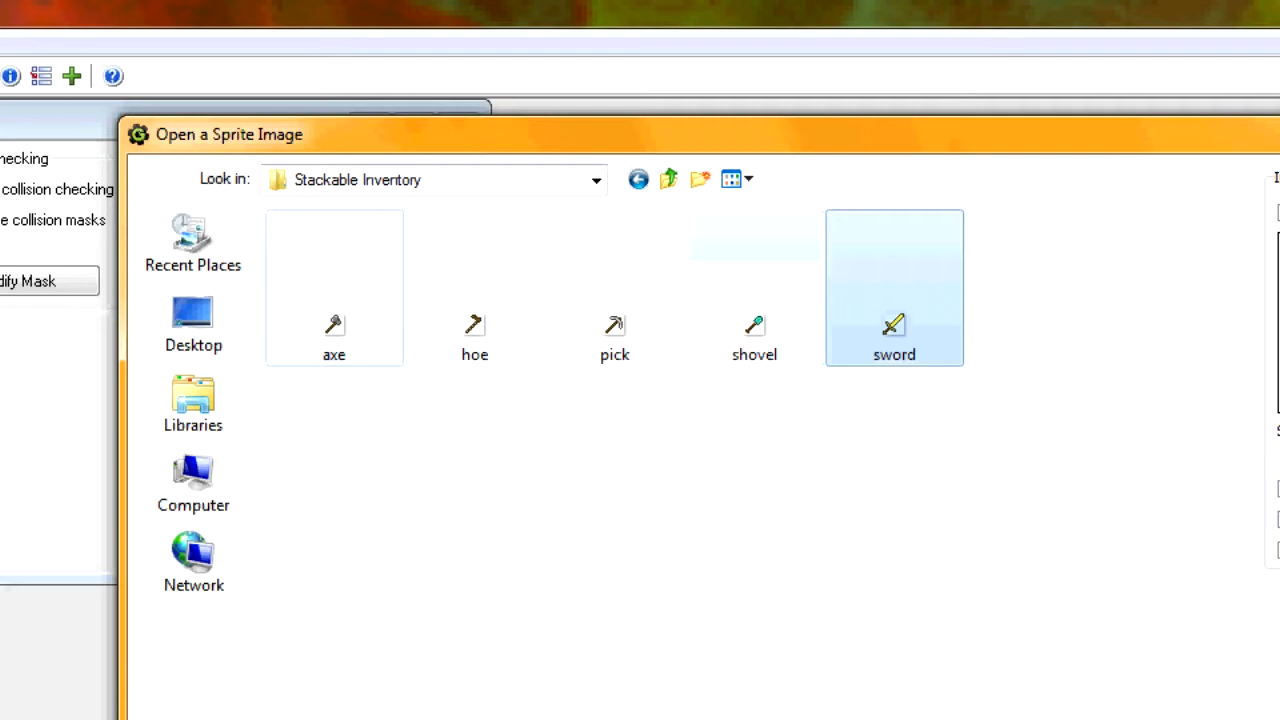 Open a Sprite Image
hecking
collision checking
e collision masks
dify Mask
Look in:
Stackable Inventory
Recent Places
Desktop
Libraries
Computer
Network
axe
hoe
pick
shovel
sword